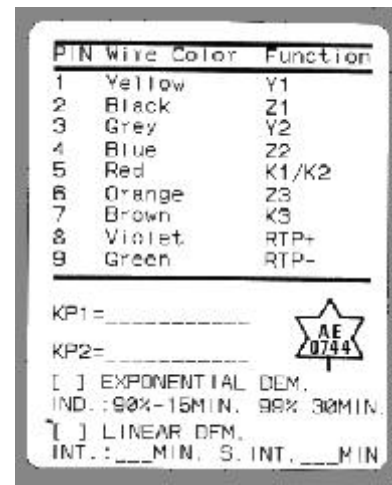 PIN Wire Color Function
1 Yellow Y1
2 Black Z1
3 Grey Y2
4 Blue Z2
5 Red K1/K2
6 Orange Z3
7 Brown K3
8 Violet RTP+
9 Green RTP-
KP1=__________
KP2=__________
AE
0744
[ ] EXPONENTIAL DEM.
IND.:90%-15MIN. 99% 30MIN.
[ ] LINEAR DEM.
INT.:___MIN. S.INT.___MIN